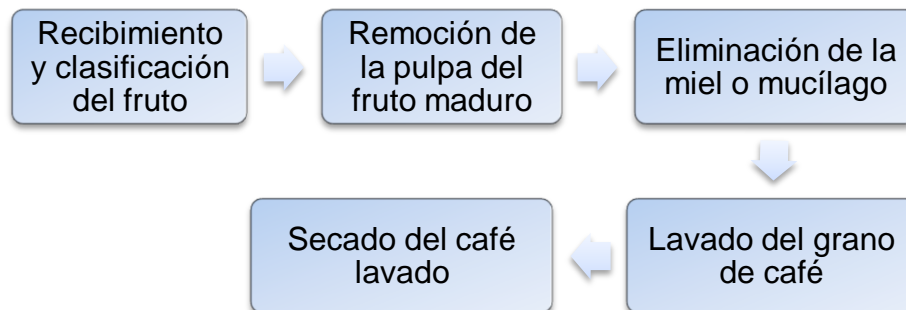 Recibimiento
y clasificación
del fruto
Remoción de
la pulpa del
fruto maduro
Eliminación de la
miel o mucílago
Lavado del grano
de café
Secado del café
lavado